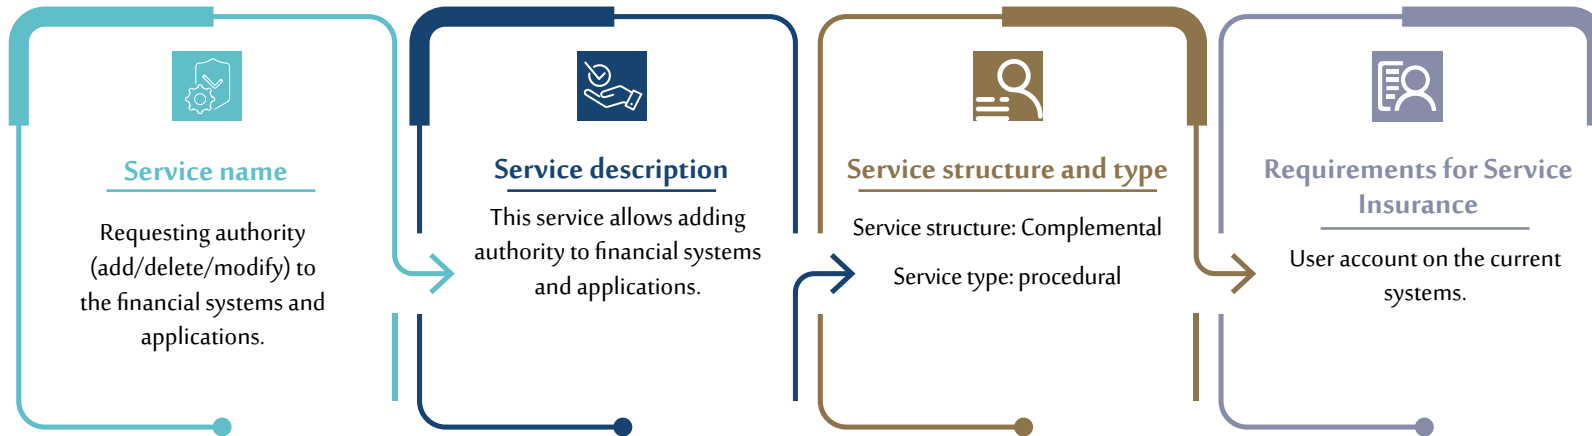 Service name
Requesting authority
(add/delete/modify) to
the financial systems and
applications.
Service description
This service allows adding
authority to financial systems
and applications.
Service structure and type
Service structure: Complemental
Service type: procedural
Requirements for Service
Insurance
User account on the current
systems.